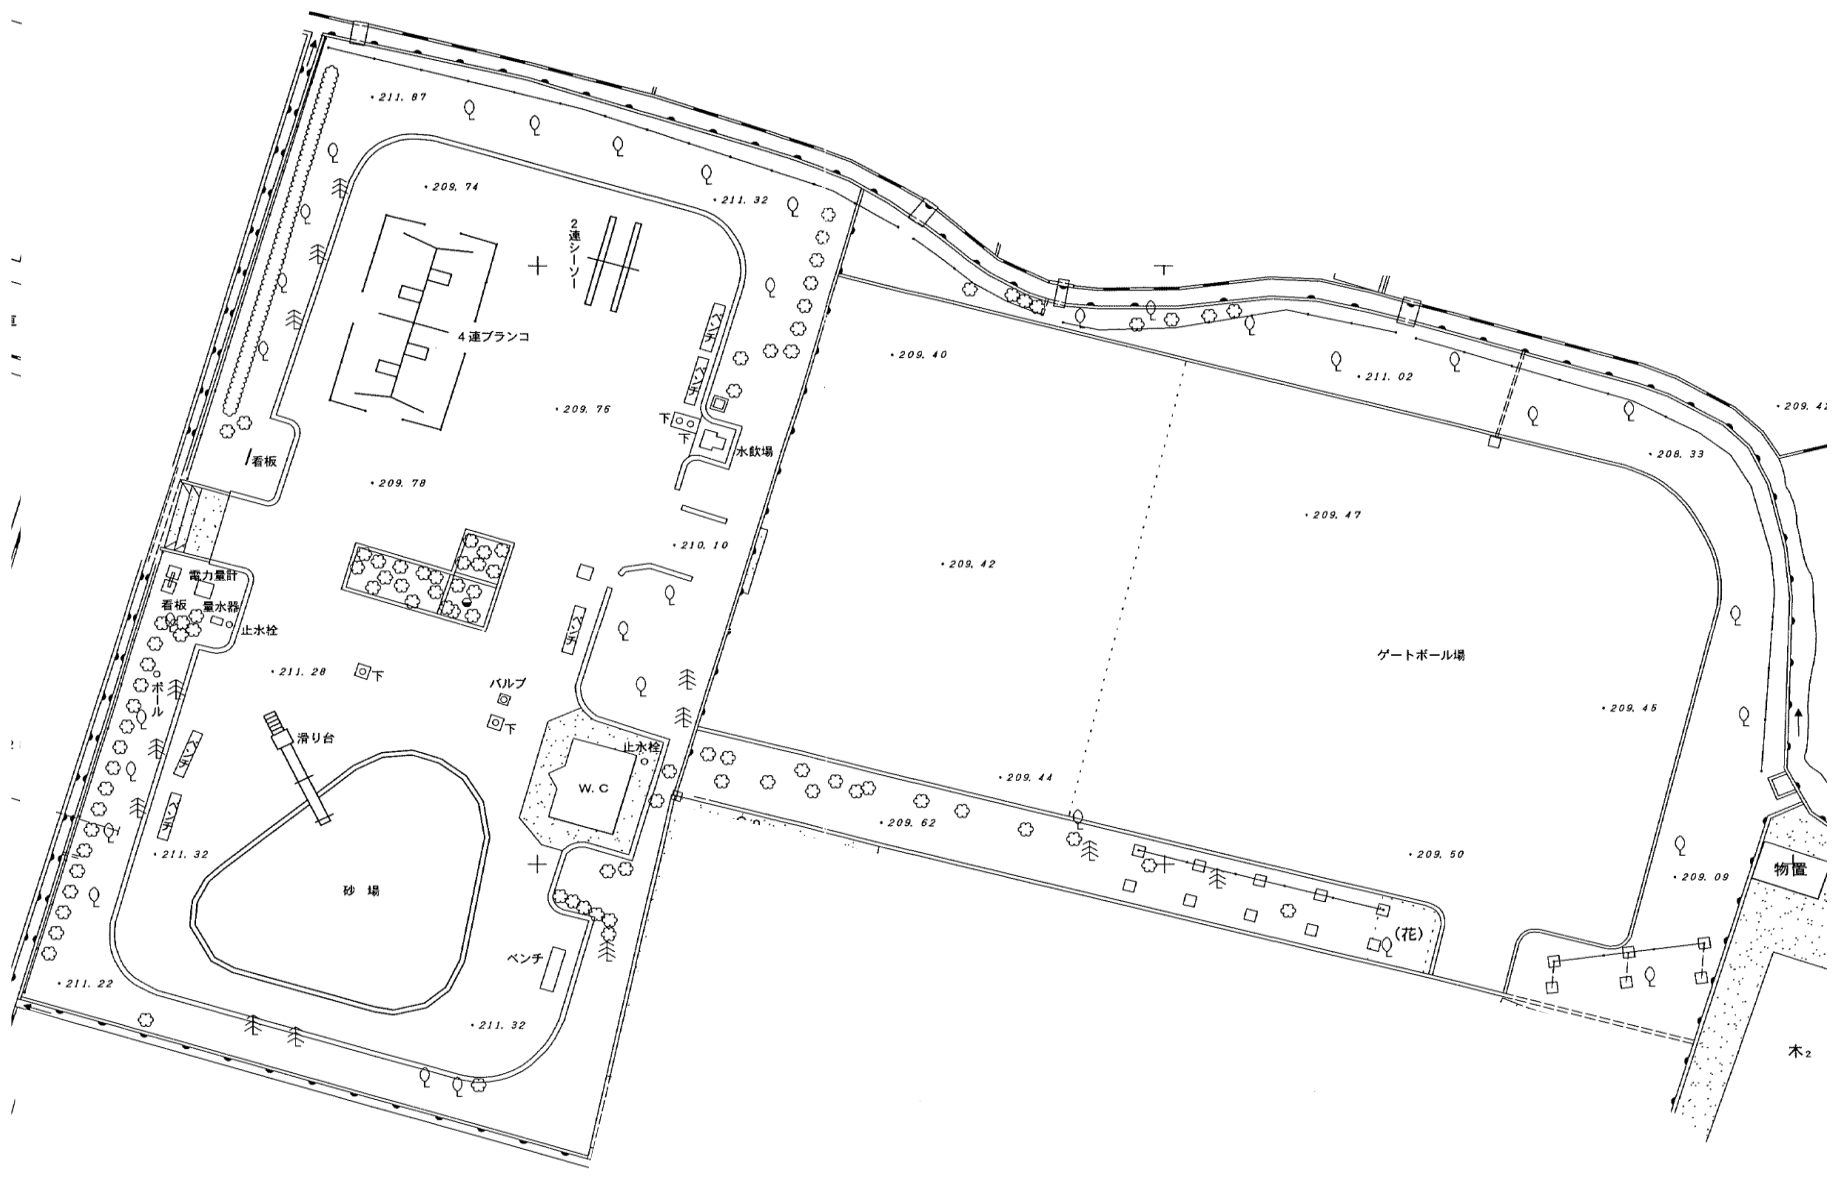 211.87
209.74
2連シーソー
211.32
4連ブランコ
ベンチ
ベンチ
209.40
211.02
209.76
下
下
水飲場
看板
208.33
209.78
209.47
210.10
209.42
電力量計
看板
量水器
止水栓
ベンチ
211.28
下
ポール
バルブ
下
ゲートボール場
209.45
滑り台
ベンチ
止水栓
W.C
209.44
ベンチ
209.62
211.32
209.50
209.09
物置
砂場
(花)
ベンチ
211.22
211.32
木2